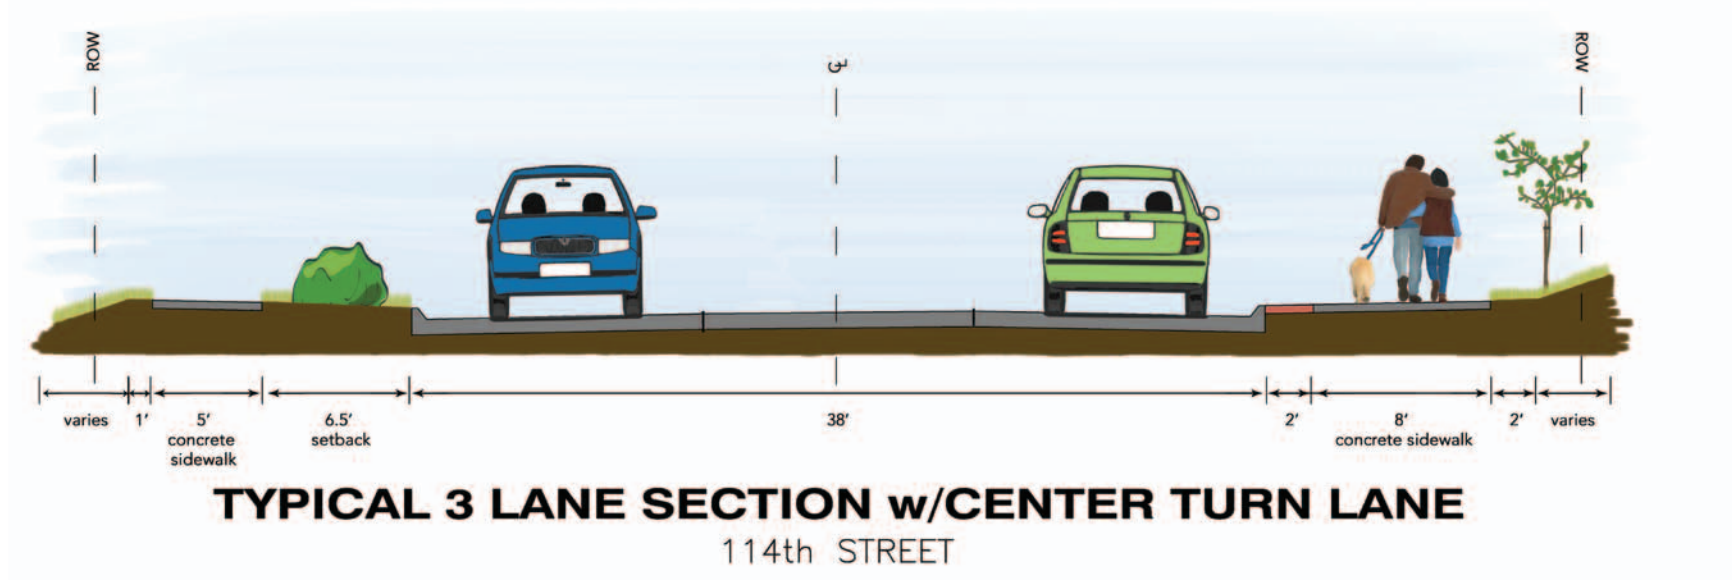 ROW
℄
ROW
varies
1'
5'
concrete
sidewalk
6.5'
setback
38'
2'
8'
concrete sidewalk
2'
varies
TYPICAL 3 LANE SECTION w/CENTER TURN LANE
114th STREET